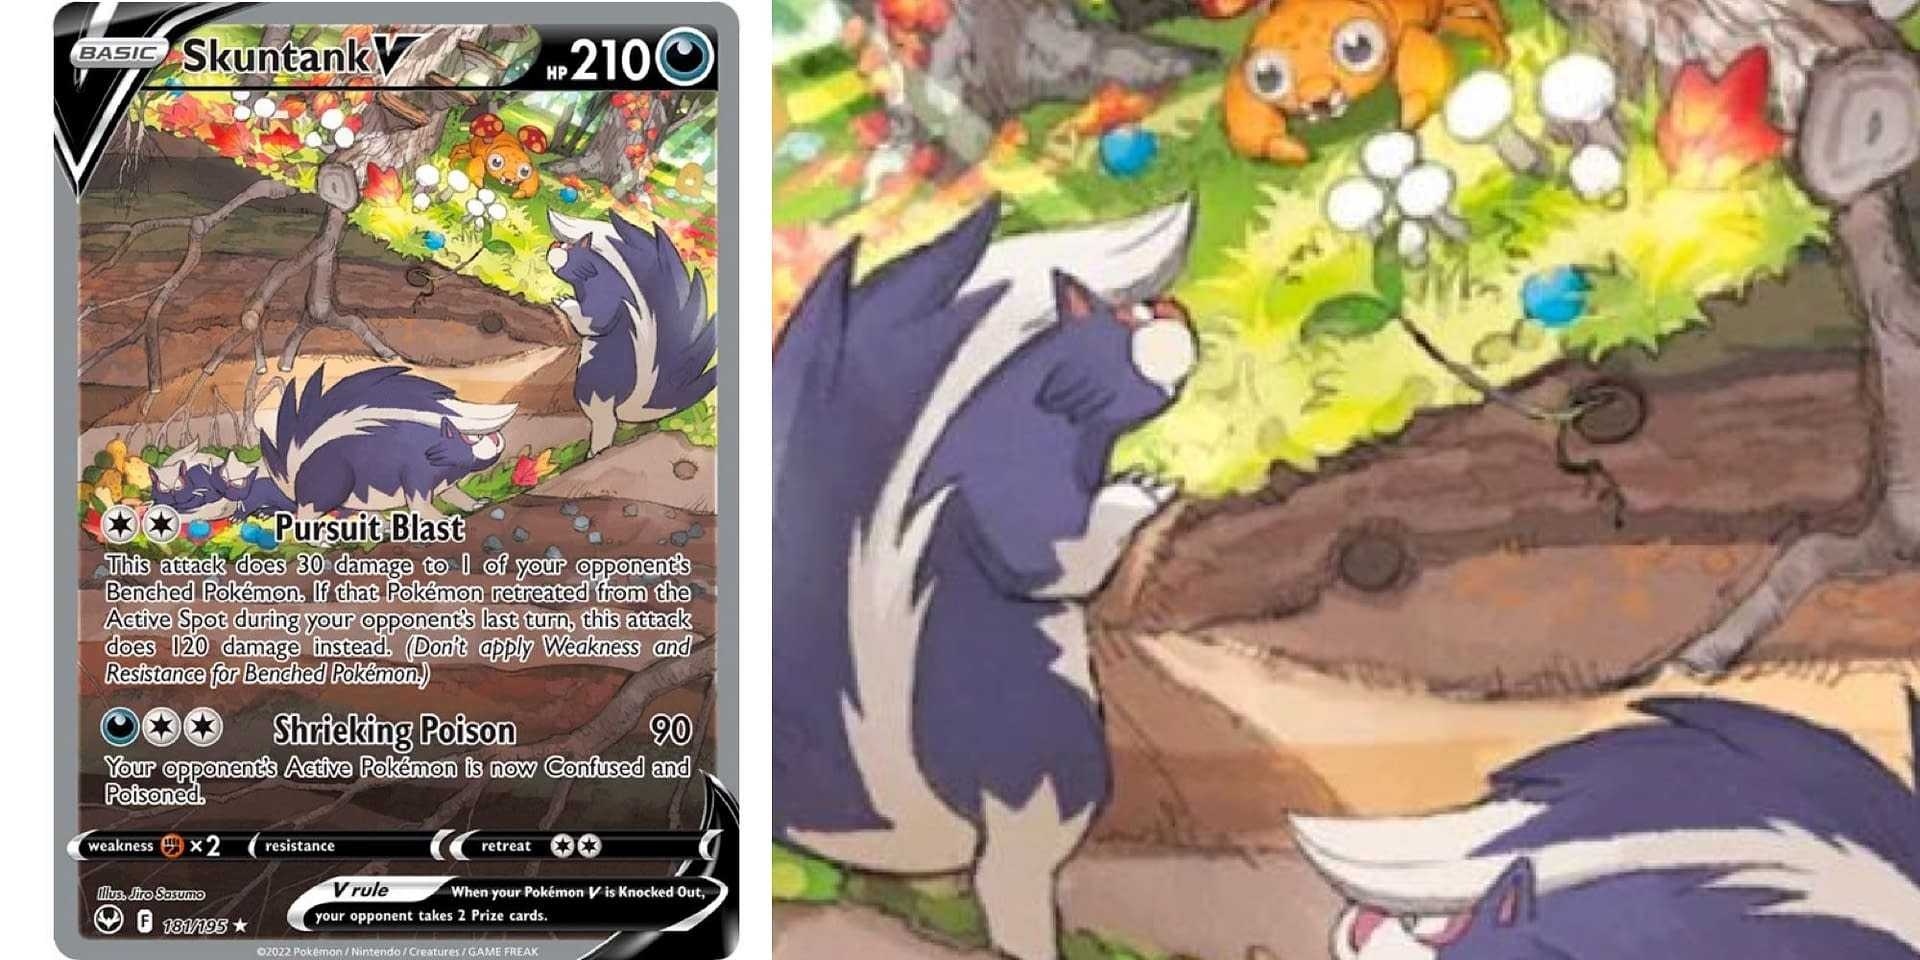 BASIC Skuntank V HP 210
Pursuit Blast
This attack does 30 damage to 1 of your opponent's
Benched Pokémon. If that Pokémon retreated from the
Active Spot during your opponent's last turn, this attack
does 120 damage instead. (Don't apply Weakness and
Resistance for Benched Pokémon.)
Shrieking Poison 90
Your opponent's Active Pokémon is now Confused and
Poisoned.
weakness ×2 resistance retreat
Illus. Jiro Sasumo
V rule When your Pokémon V is Knocked Out,
your opponent takes 2 Prize cards.
F 181/195 ★
©2022 Pokémon / Nintendo / Creatures / GAME FREAK